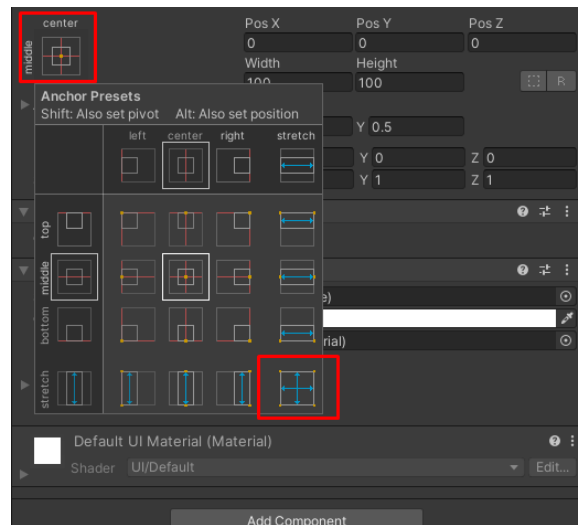 center Pos X Pos Y Pos Z
middle 0 0 0
Width Height
100 100 R
Anchor Presets
Shift: Also set pivot Alt: Also set position
left center right stretch
Y 0.5
Y 0 Z 0
Y 1 Z 1
top
middle
bottom
stretch
Default UI Material (Material)
Shader UI/Default Edit...
Add Component